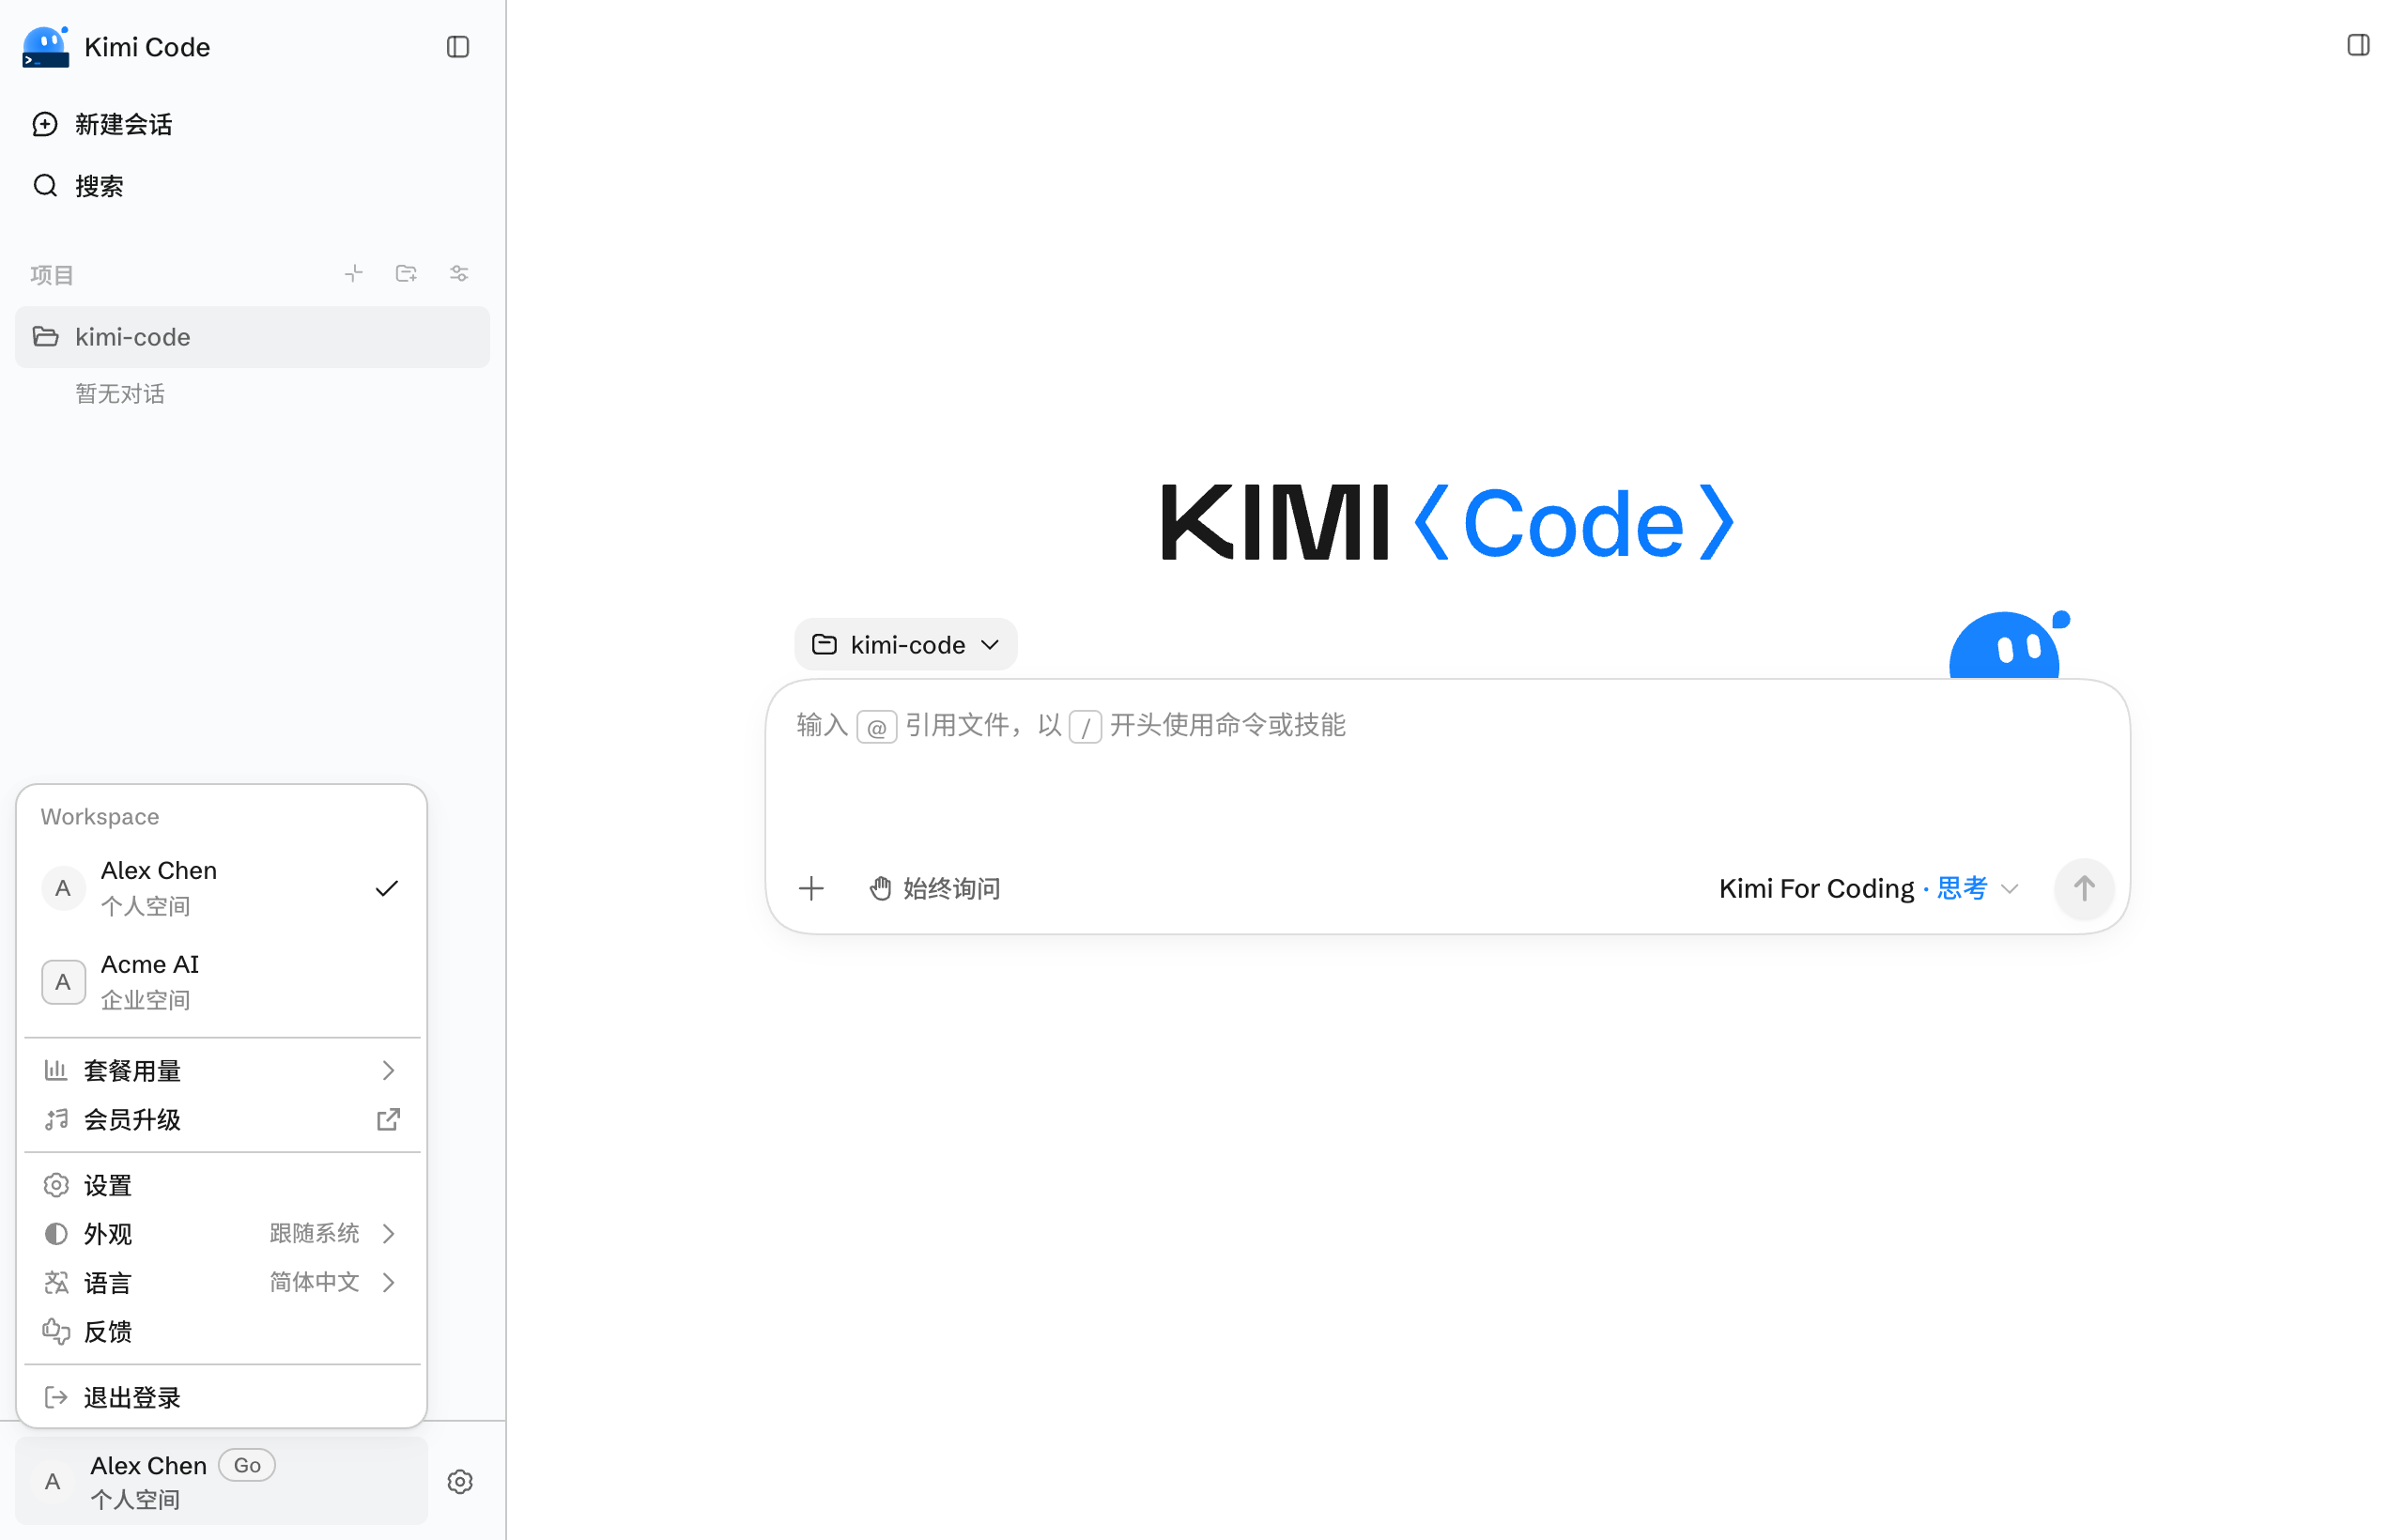 Kimi Code
新建会话
搜索
项目
kimi-code
暂无对话
Workspace
A
Alex Chen
个人空间
A
Acme AI
企业空间
套餐用量
会员升级
设置
外观 跟随系统
语言 简体中文
反馈
退出登录
A
Alex Chen Go
个人空间
KIMI〈Code〉
kimi-code
输入 @ 引用文件，以 / 开头使用命令或技能
始终询问
Kimi For Coding · 思考